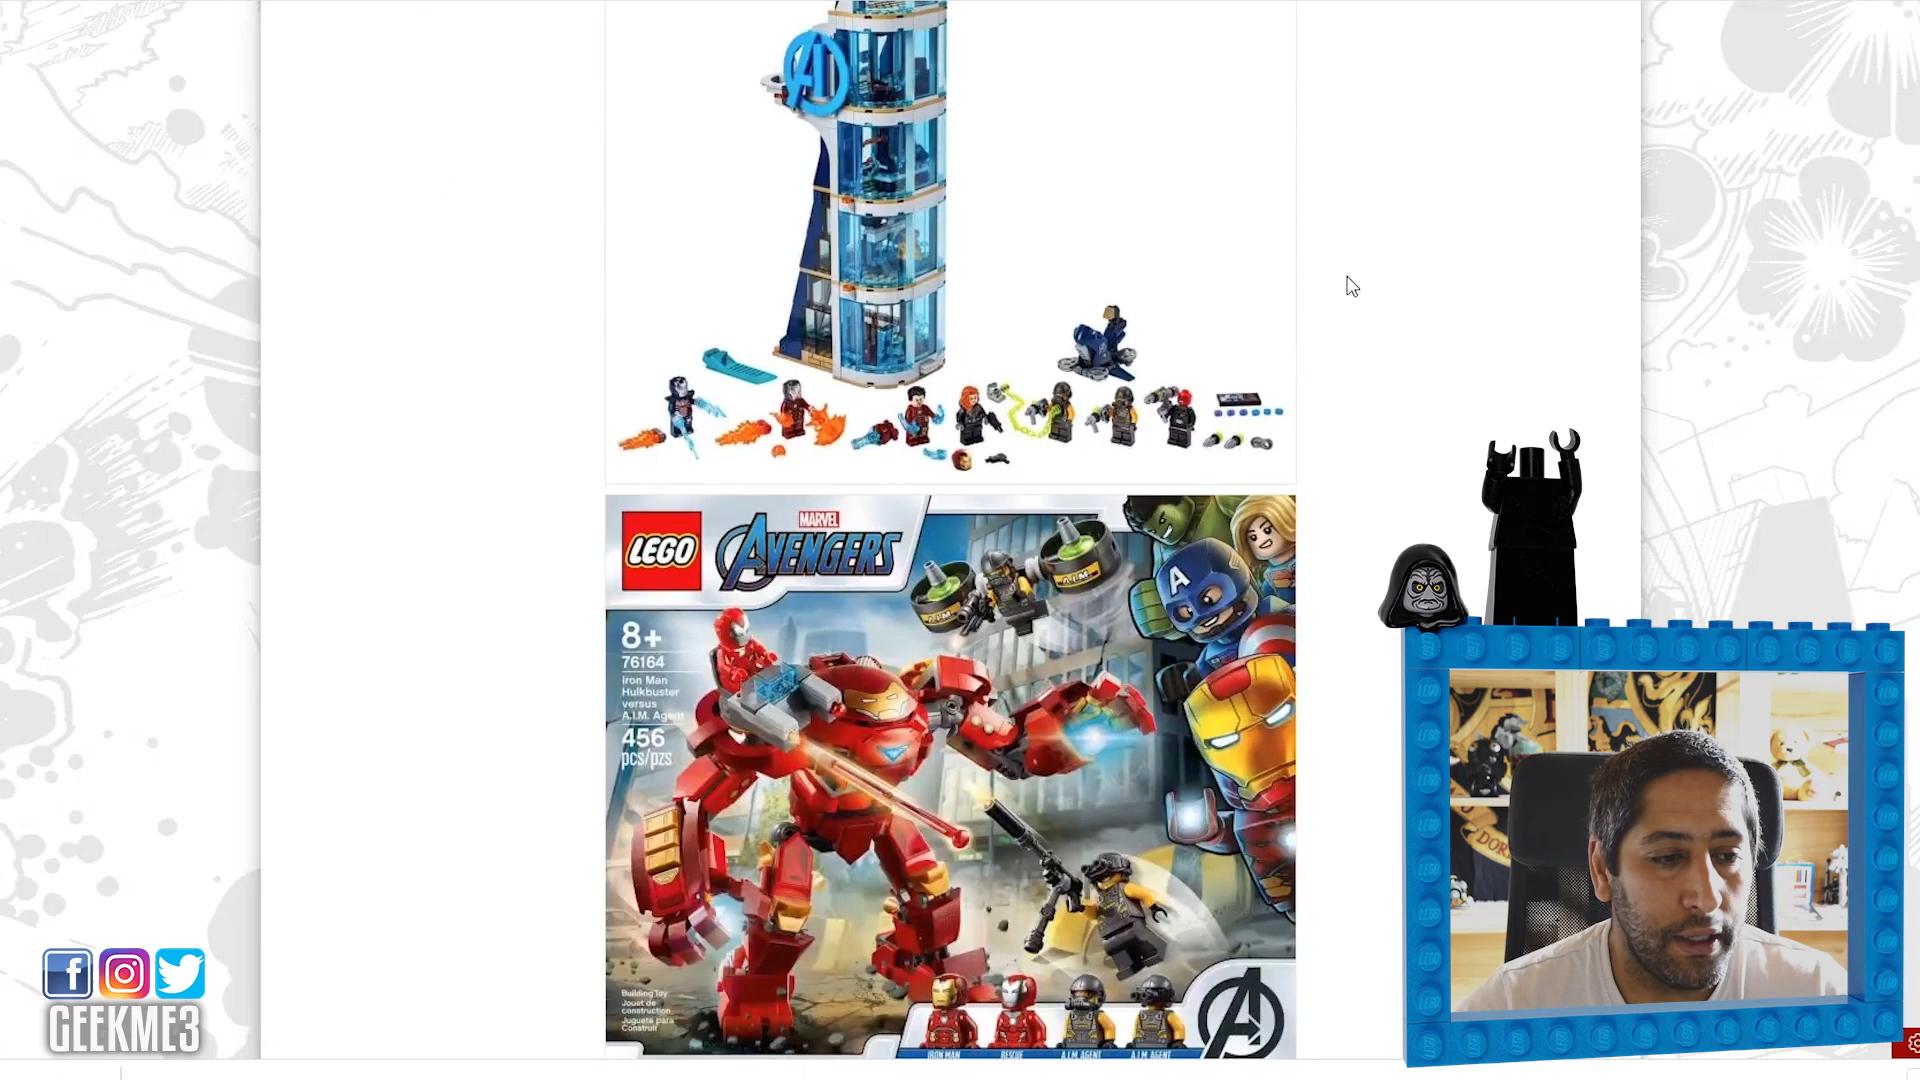 LEGO
MARVEL
AVENGERS
A.I.M.
A.I.M.
A
8+
76164
Iron Man
Hulkbuster
versus
A.I.M. Agent
456
pcs/pzs
Building Toy
Jouet de
construction
Juguete para
Construir
IRON MAN
RESCUE
A.I.M. AGENT
A.I.M. AGENT
GEEKME3